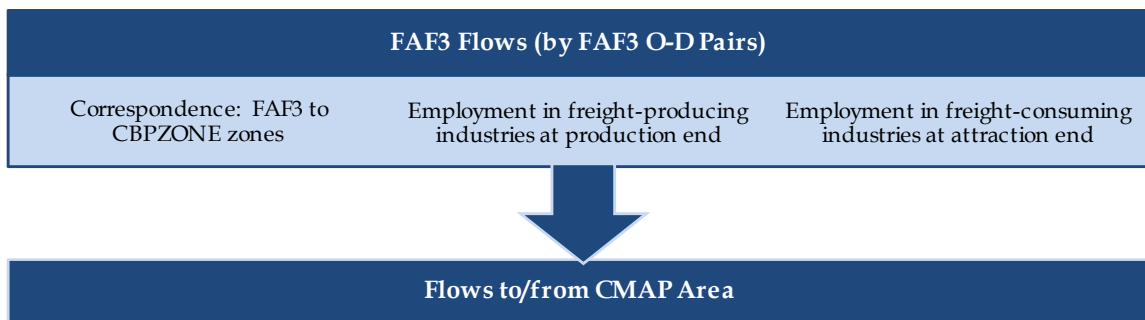 FAF3 Flows (by FAF3 O-D Pairs)
Correspondence: FAF3 to
CBPZONE zones
Employment in freight-producing
industries at production end
Employment in freight-consuming
industries at attraction end
Flows to/from CMAP Area